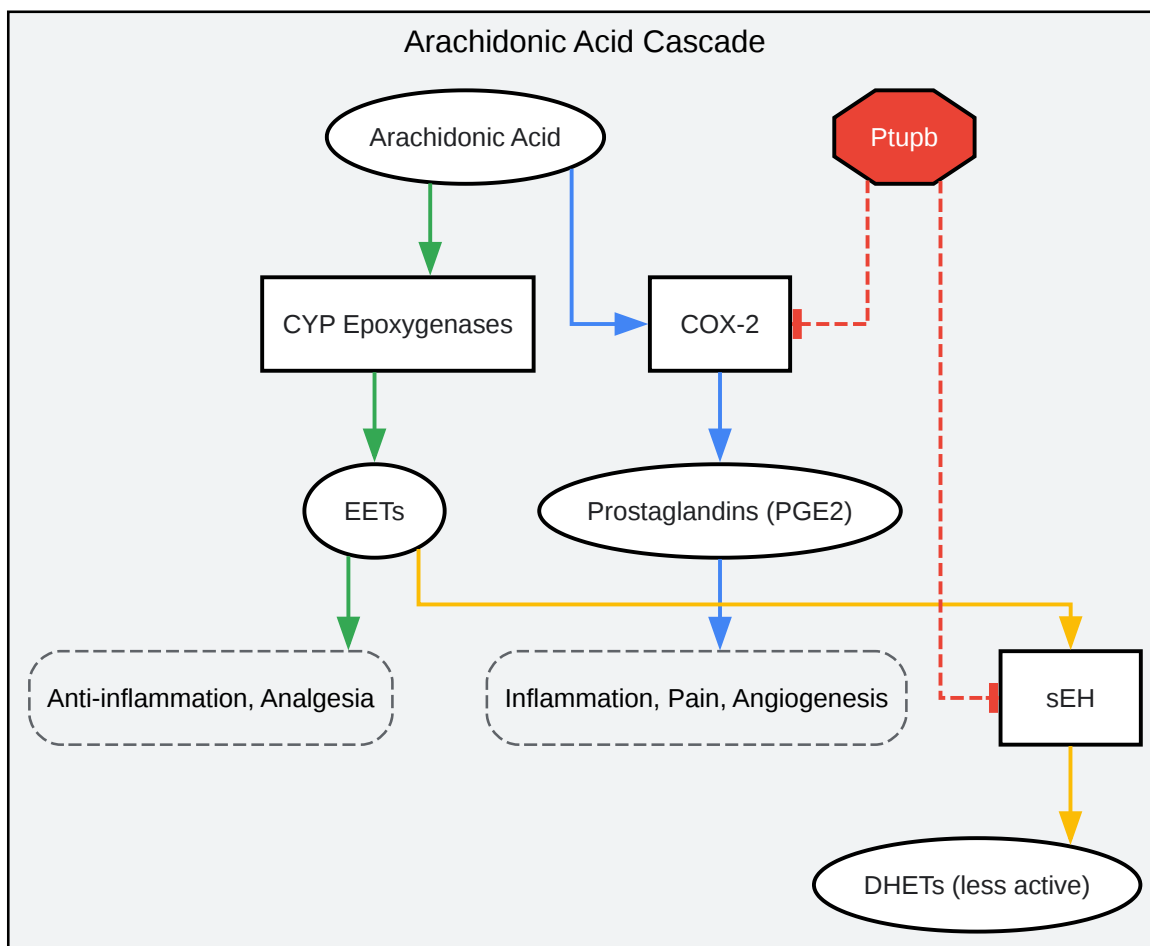 Arachidonic Acid Cascade
Arachidonic Acid
Ptupb
CYP Epoxygenases
COX-2
EETs
Prostaglandins (PGE2)
Anti-inflammation, Analgesia
Inflammation, Pain, Angiogenesis
sEH
DHETs (less active)